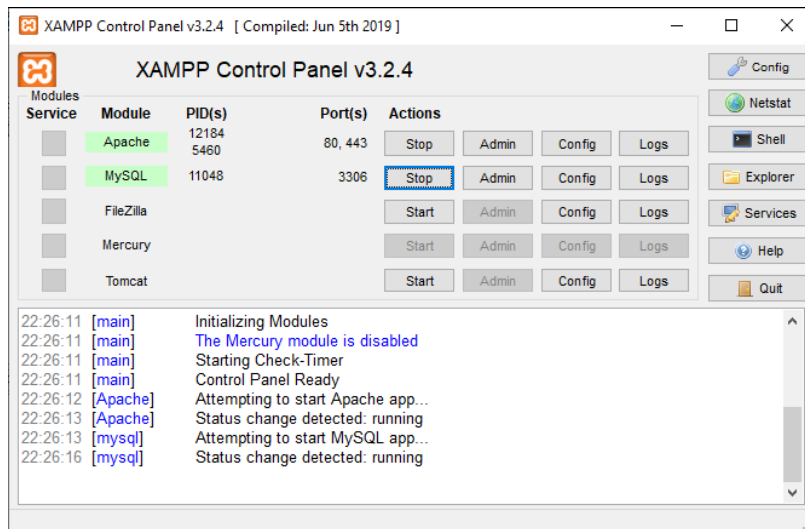 XAMPP Control Panel v3.2.4 [ Compiled: Jun 5th 2019 ]
XAMPP Control Panel v3.2.4
Config
Modules
Service Module PID(s) Port(s) Actions
Netstat
Apache 12184 5460 80, 443 Stop Admin Config Logs
Shell
MySQL 11048 3306 Stop Admin Config Logs
Explorer
FileZilla Start Admin Config Logs
Services
Mercury Start Admin Config Logs
Help
Tomcat Start Admin Config Logs
Quit
22:26:11 [main] Initializing Modules
22:26:11 [main] The Mercury module is disabled
22:26:11 [main] Starting Check-Timer
22:26:11 [main] Control Panel Ready
22:26:12 [Apache] Attempting to start Apache app...
22:26:13 [Apache] Status change detected: running
22:26:13 [mysql] Attempting to start MySQL app...
22:26:16 [mysql] Status change detected: running